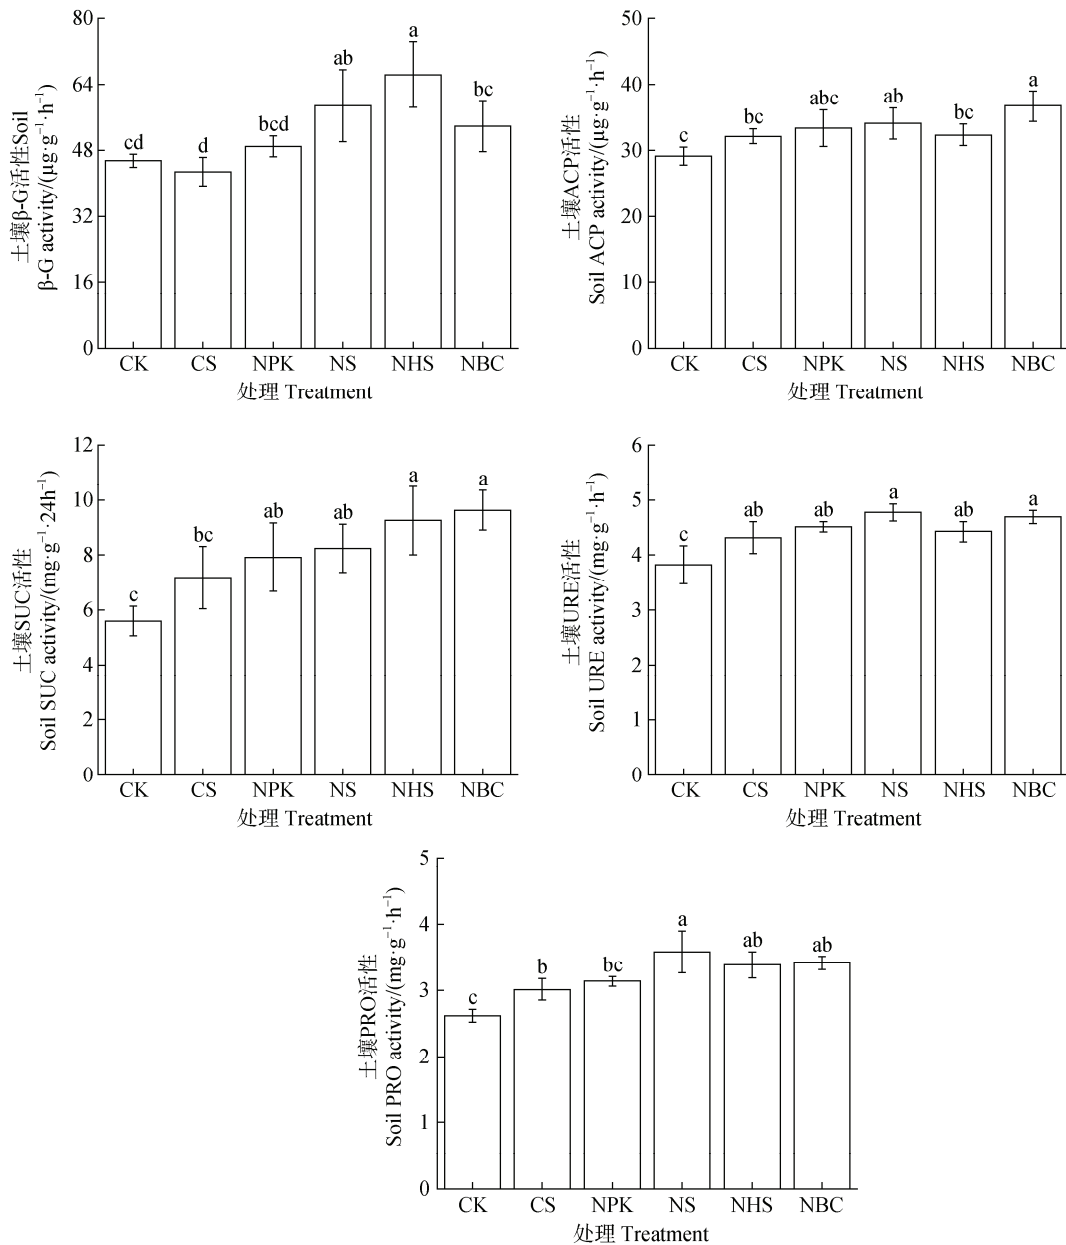 土壤β-G活性Soil
β-G activity/(μg·g⁻¹·h⁻¹)
80
64
48
32
16
0
cd
d
bcd
ab
a
bc
CK CS NPK NS NHS NBC
处理 Treatment
土壤ACP活性
Soil ACP activity/(μg·g⁻¹·h⁻¹)
50
40
30
20
10
0
c
bc
abc
ab
bc
a
CK CS NPK NS NHS NBC
处理 Treatment
土壤SUC活性
Soil SUC activity/(mg·g⁻¹·24h⁻¹)
12
10
8
6
4
2
0
c
bc
ab
ab
a
a
CK CS NPK NS NHS NBC
处理 Treatment
土壤URE活性
Soil URE activity/(mg·g⁻¹·h⁻¹)
6
5
4
3
2
1
0
c
ab
ab
a
ab
a
CK CS NPK NS NHS NBC
处理 Treatment
土壤PRO活性
Soil PRO activity/(mg·g⁻¹·h⁻¹)
5
4
3
2
1
0
c
b
bc
a
ab
ab
CK CS NPK NS NHS NBC
处理 Treatment